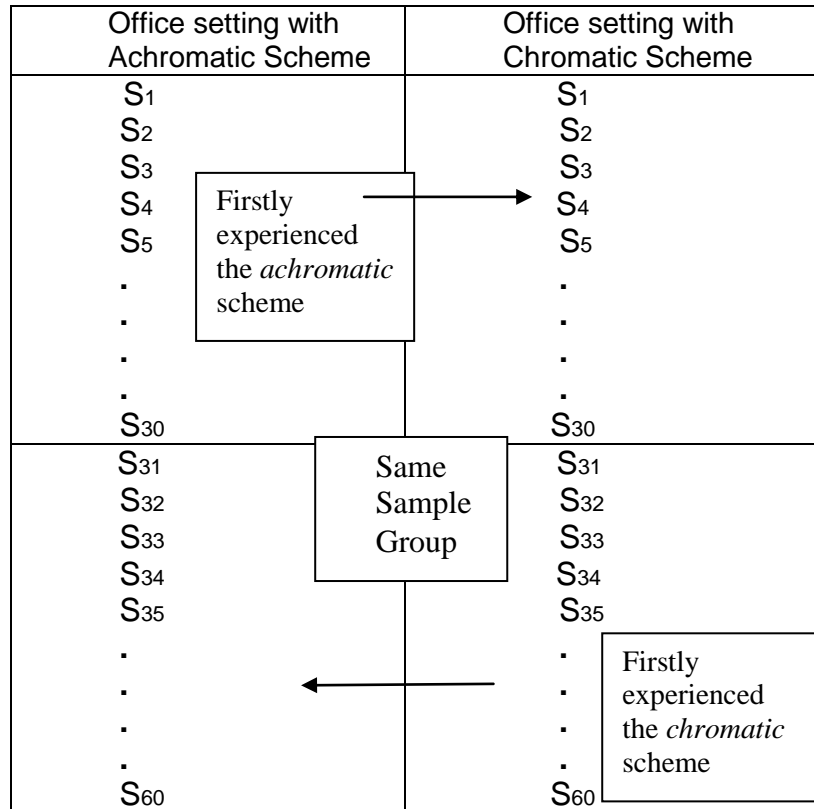 Office setting with
Achromatic Scheme
Office setting with
Chromatic Scheme
S1
S2
S3
S4
S5
.
.
.
.
S30
Firstly
experienced
the achromatic
scheme
S1
S2
S3
S4
S5
.
.
.
.
S30
Same
Sample
Group
S31
S32
S33
S34
S35
.
.
.
.
S60
S31
S32
S33
S34
S35
.
.
.
.
S60
Firstly
experienced
the chromatic
scheme